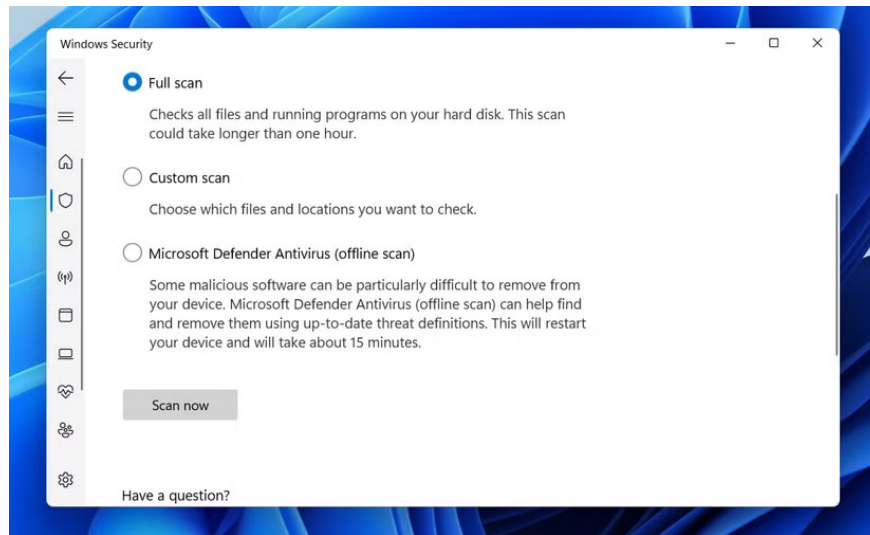 Windows Security
Full scan
Checks all files and running programs on your hard disk. This scan
could take longer than one hour.
Custom scan
Choose which files and locations you want to check.
Microsoft Defender Antivirus (offline scan)
Some malicious software can be particularly difficult to remove from
your device. Microsoft Defender Antivirus (offline scan) can help find
and remove them using up-to-date threat definitions. This will restart
your device and will take about 15 minutes.
Scan now
Have a question?